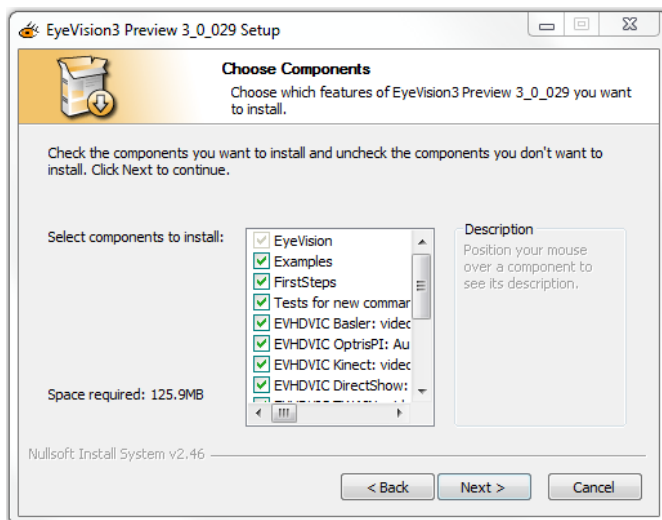 EyeVision3 Preview 3_0_029 Setup
Choose Components
Choose which features of EyeVision3 Preview 3_0_029 you want
to install.
Check the components you want to install and uncheck the components you don't want to
install. Click Next to continue.
Select components to install:
EyeVision
Examples
FirstSteps
Tests for new commar
EVHDVIC Basler: videc
EVHDVIC OptrisPI: Au
EVHDVIC Kinect: videc
EVHDVIC DirectShow:
Description
Position your mouse
over a component to
see its description.
Space required: 125.9MB
Nullsoft Install System v2.46
< Back
Next >
Cancel